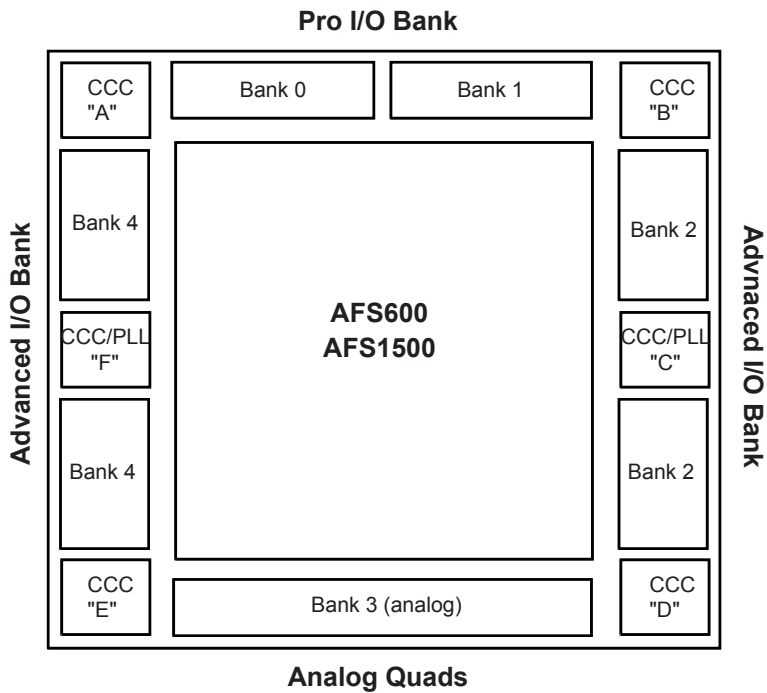 Pro I/O Bank
CCC
"A"
Bank 0
Bank 1
CCC
"B"
Bank 4
Bank 2
Advanced I/O Bank
Advnaced I/O Bank
AFS600
AFS1500
CCC/PLL
"F"
CCC/PLL
"C"
Bank 4
Bank 2
CCC
"E"
Bank 3 (analog)
CCC
"D"
Analog Quads